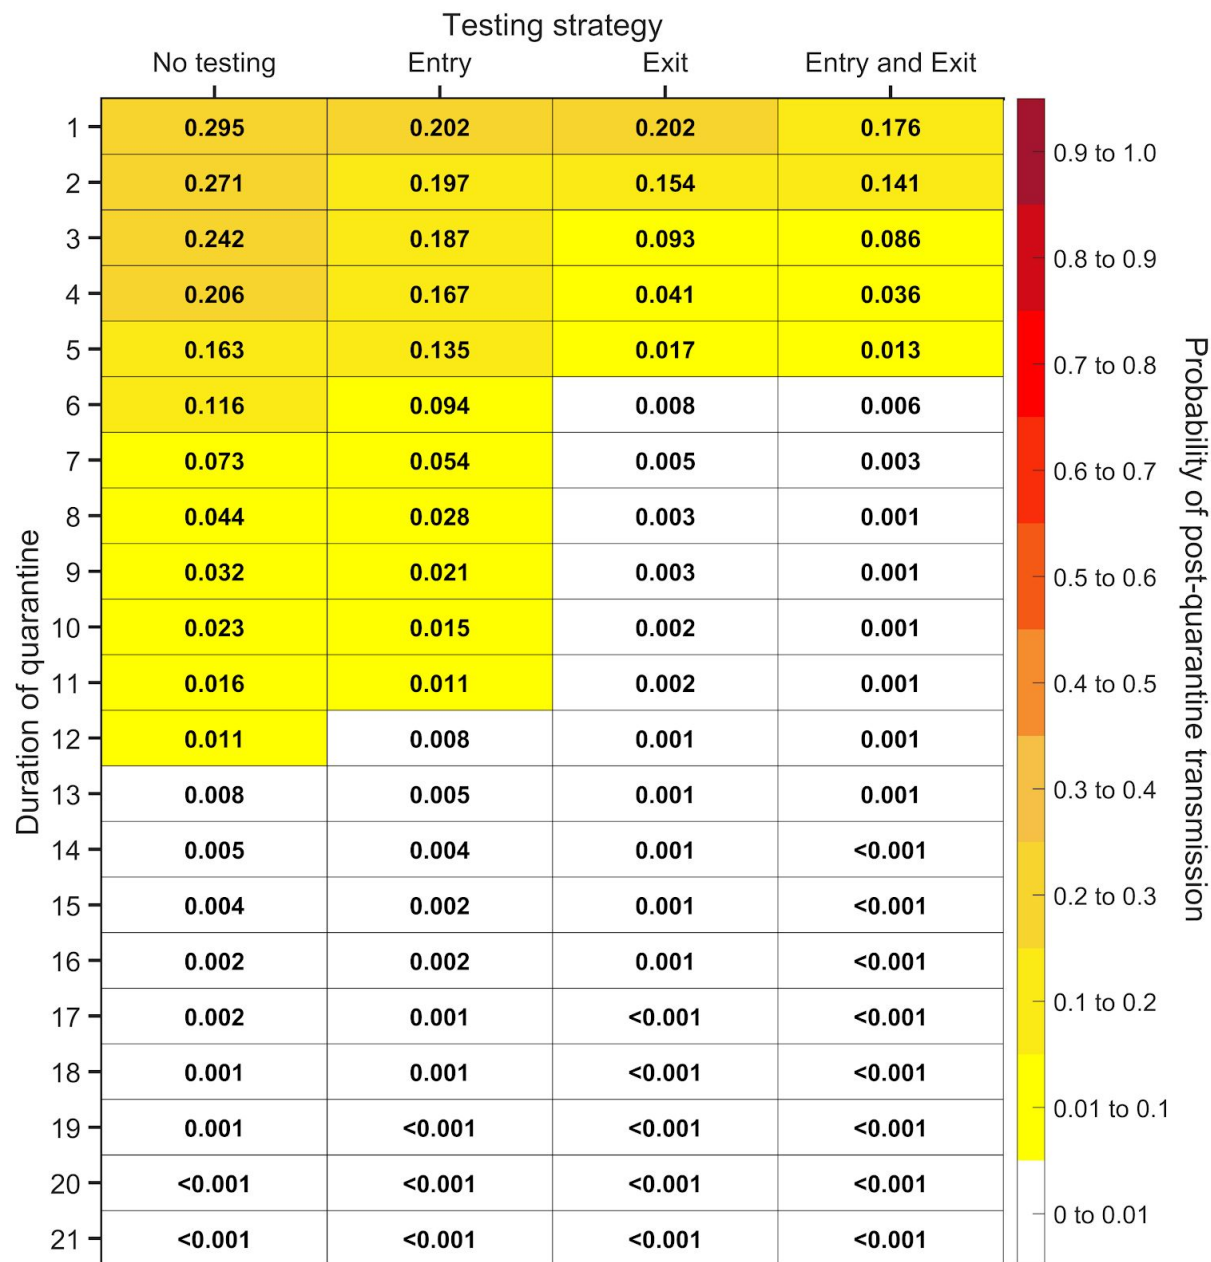 Testing strategy
No testing Entry Exit Entry and Exit
1 0.295 0.202 0.202 0.176
2 0.271 0.197 0.154 0.141
3 0.242 0.187 0.093 0.086
4 0.206 0.167 0.041 0.036
5 0.163 0.135 0.017 0.013
6 0.116 0.094 0.008 0.006
7 0.073 0.054 0.005 0.003
8 0.044 0.028 0.003 0.001
9 0.032 0.021 0.003 0.001
10 0.023 0.015 0.002 0.001
11 0.016 0.011 0.002 0.001
12 0.011 0.008 0.001 0.001
13 0.008 0.005 0.001 0.001
14 0.005 0.004 0.001 <0.001
15 0.004 0.002 0.001 <0.001
16 0.002 0.002 0.001 <0.001
17 0.002 0.001 <0.001 <0.001
18 0.001 0.001 <0.001 <0.001
19 0.001 <0.001 <0.001 <0.001
20 <0.001 <0.001 <0.001 <0.001
21 <0.001 <0.001 <0.001 <0.001
Duration of quarantine
0.9 to 1.0
0.8 to 0.9
0.7 to 0.8
0.6 to 0.7
0.5 to 0.6
0.4 to 0.5
0.3 to 0.4
0.2 to 0.3
0.1 to 0.2
0.01 to 0.1
0 to 0.01
Probability of post-quarantine transmission